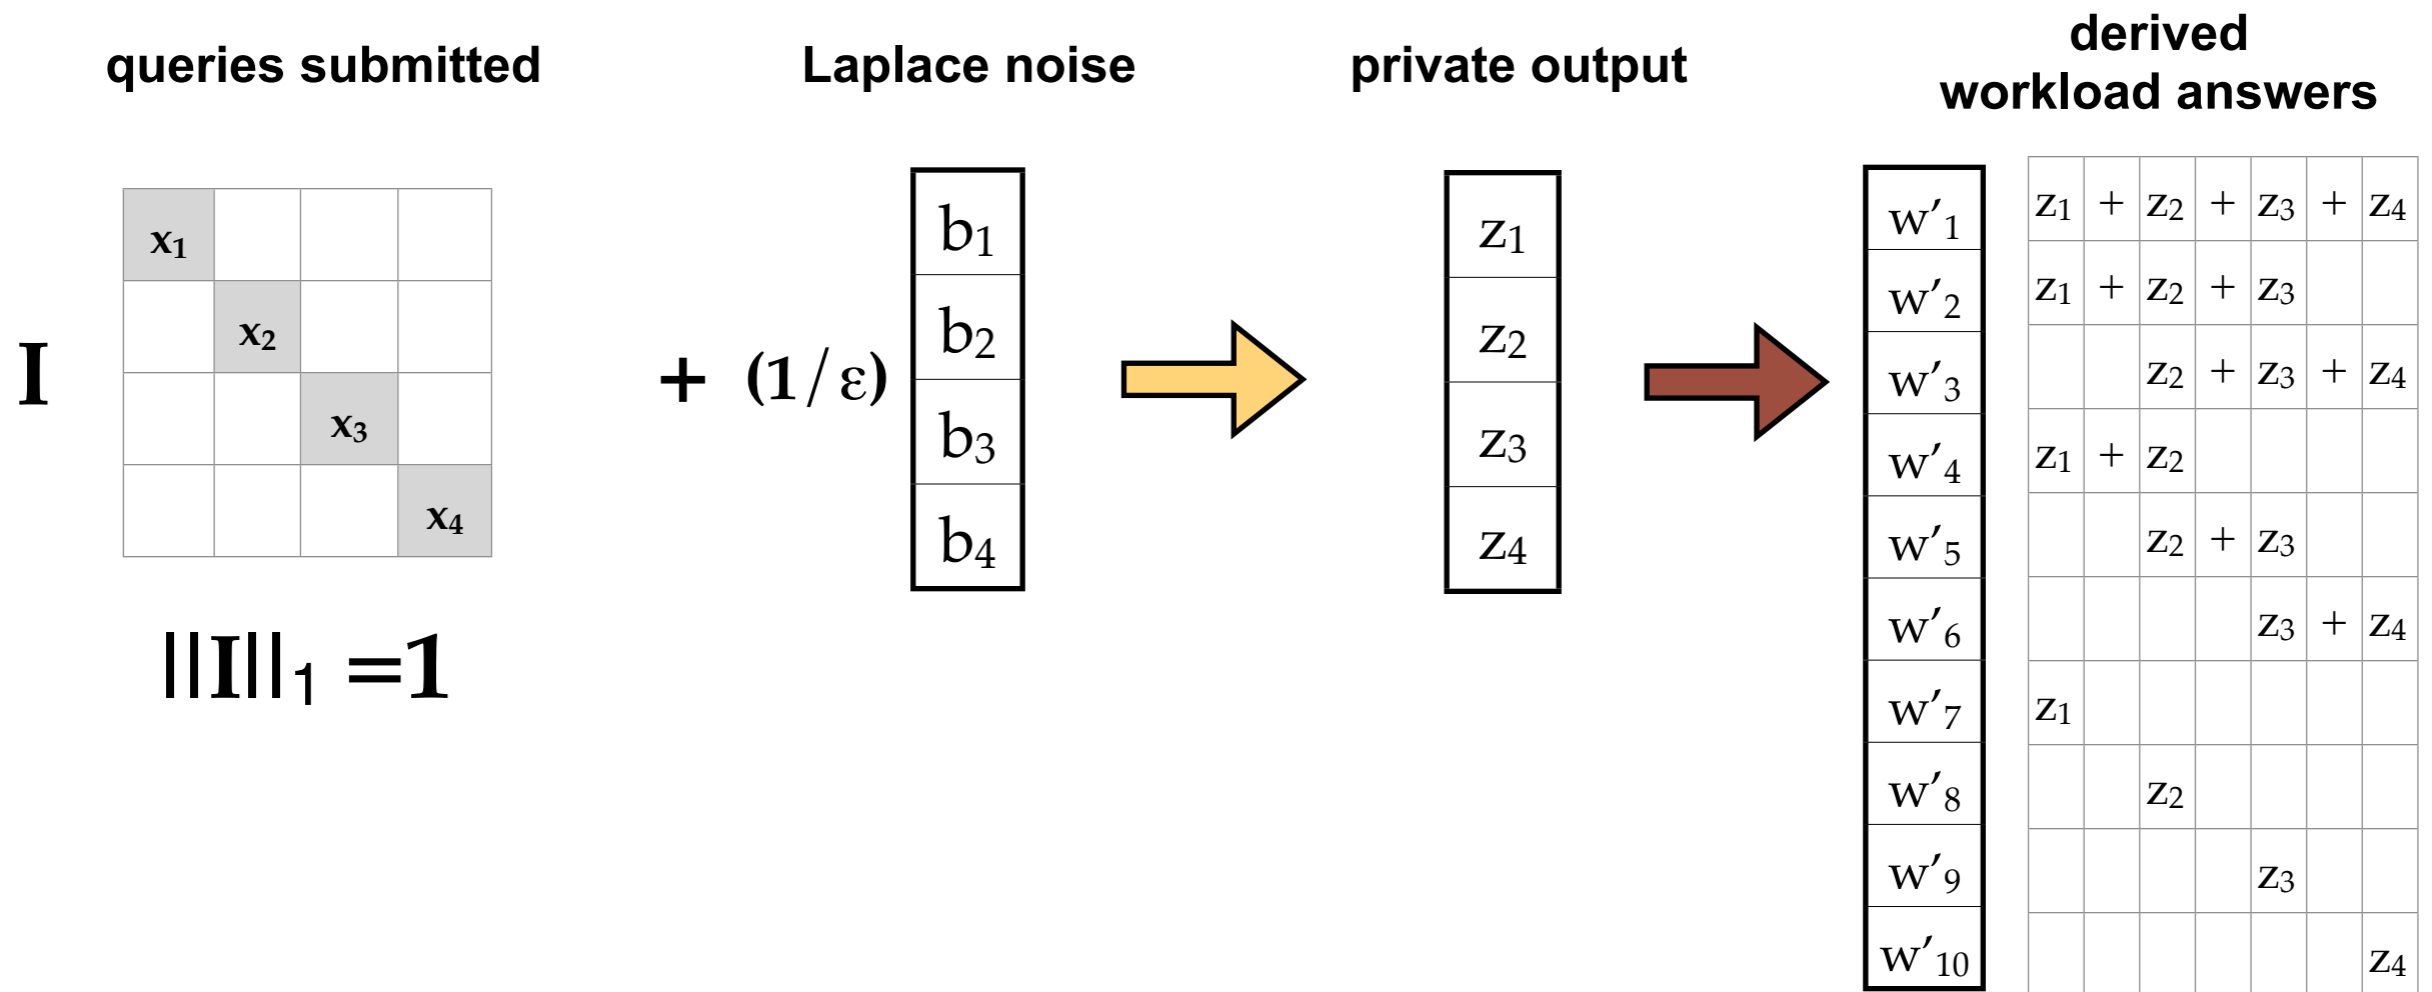 queries submitted
Laplace noise
private output
derived
workload answers
I
x₁
x₂
x₃
x₄
||I||₁ =1
+ (1/ε)
b₁
b₂
b₃
b₄
z₁
z₂
z₃
z₄
w′₁ z₁ + z₂ + z₃ + z₄
w′₂ z₁ + z₂ + z₃
w′₃ z₂ + z₃ + z₄
w′₄ z₁ + z₂
w′₅ z₂ + z₃
w′₆ z₃ + z₄
w′₇ z₁
w′₈ z₂
w′₉ z₃
w′₁₀ z₄